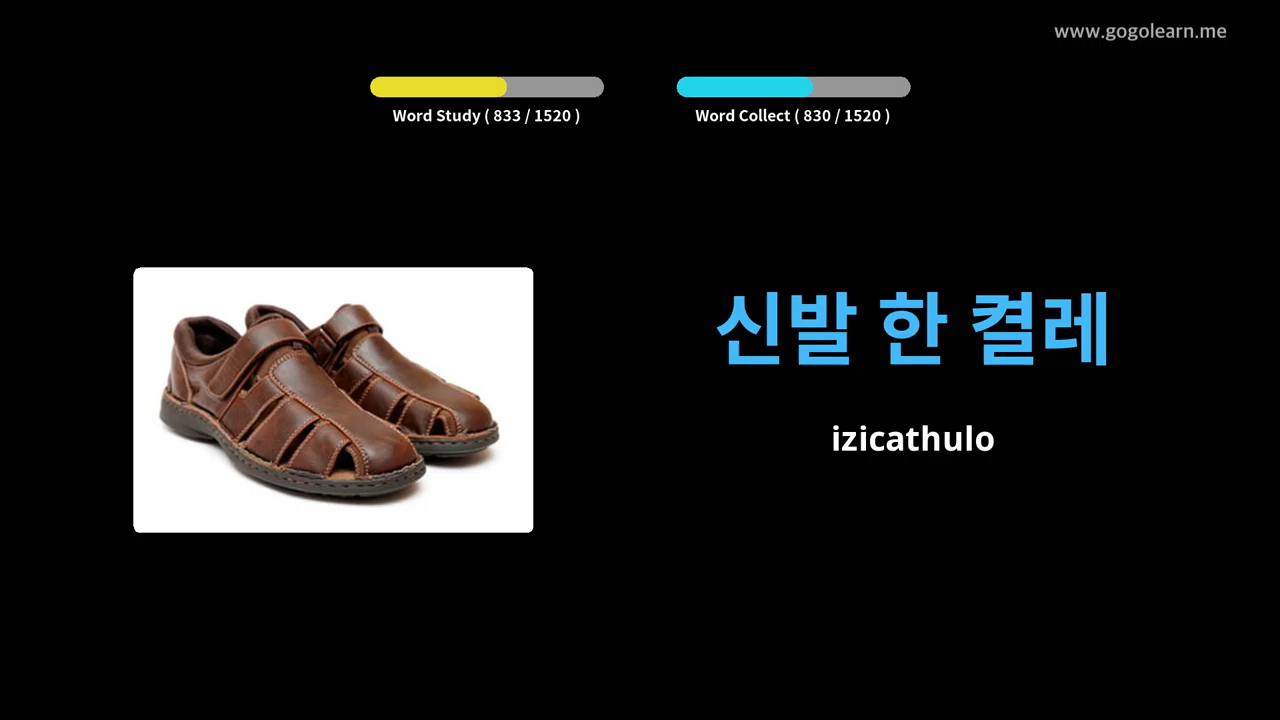 www.gogolearn.me
Word Study ( 833 / 1520 )
Word Collect ( 830 / 1520 )
신발 한 켤레
izicathulo